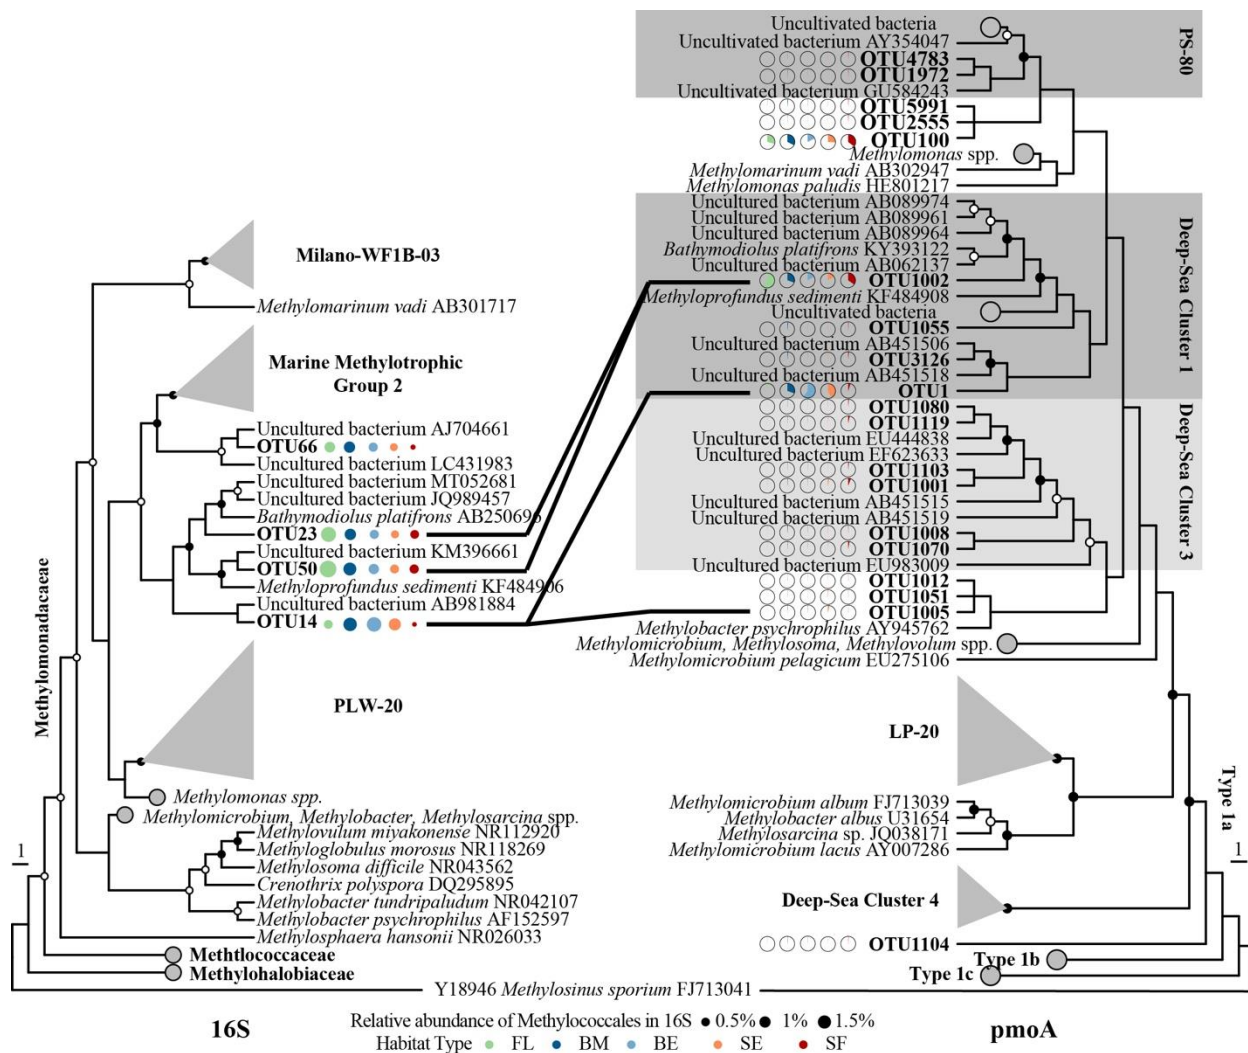 Milano-WF1B-03
Methylomarinum vadi AB301717
Marine Methylotrophic
Group 2
Uncultured bacterium AJ704661
OTU66
Uncultured bacterium LC431983
Uncultured bacterium MT052681
Uncultured bacterium JQ989457
Bathymodiolus platifrons AB250696
OTU23
Uncultured bacterium KM396661
OTU50
Methyloprofundus sedimenti KF484906
Uncultured bacterium AB981884
OTU14
Methylomonadaceae
PLW-20
Methylomonas spp.
Methylomicrobium, Methylobacter, Methylosarcina spp.
Methylovulum miyakonense NR112920
Methyloglobulus morosus NR118269
Methylosoma difficile NR043562
Crenothrix polyspora DQ295895
Methylobacter tundripaludum NR042107
Methylobacter psychrophilus AF152597
Methylosphaera hansonii NR026033
Methtlococcaceae
Methylohalobiaceae
1
Uncultivated bacteria
Uncultivated bacterium AY354047
OTU4783
OTU1972
Uncultivated bacterium GU584243
PS-80
OTU5991
OTU2555
OTU100
Methylomonas spp.
Methylomarinum vadi AB302947
Methylomonas paludis HE801217
Uncultured bacterium AB089974
Uncultured bacterium AB089961
Uncultured bacterium AB089964
Bathymodiolus platifrons KY393122
Uncultured bacterium AB062137
OTU1002
Methyloprofundus sedimenti KF484908
Uncultivated bacteria
OTU1055
Uncultured bacterium AB451506
OTU3126
Uncultured bacterium AB451518
OTU1
Deep-Sea Cluster 1
OTU1080
OTU1119
Uncultured bacterium EU444838
Uncultured bacterium EF623633
OTU1103
OTU1001
Uncultured bacterium AB451515
Uncultured bacterium AB451519
OTU1008
OTU1070
Uncultured bacterium EU983009
Deep-Sea Cluster 3
OTU1012
OTU1051
OTU1005
Methylobacter psychrophilus AY945762
Methylomicrobium, Methylosoma, Methylovolum spp.
Methylomicrobium pelagicum EU275106
LP-20
Methylomicrobium album FJ713039
Methylobacter albus U31654
Methylosarcina sp. JQ038171
Methylomicrobium lacus AY007286
Type 1a
1
Deep-Sea Cluster 4
OTU1104
Type 1b
Type 1c
Y18946 Methylosinus sporium FJ713041
16S
pmoA
Relative abundance of Methylococcales in 16S 0.5% 1% 1.5%
Habitat Type FL BM BE SE SF